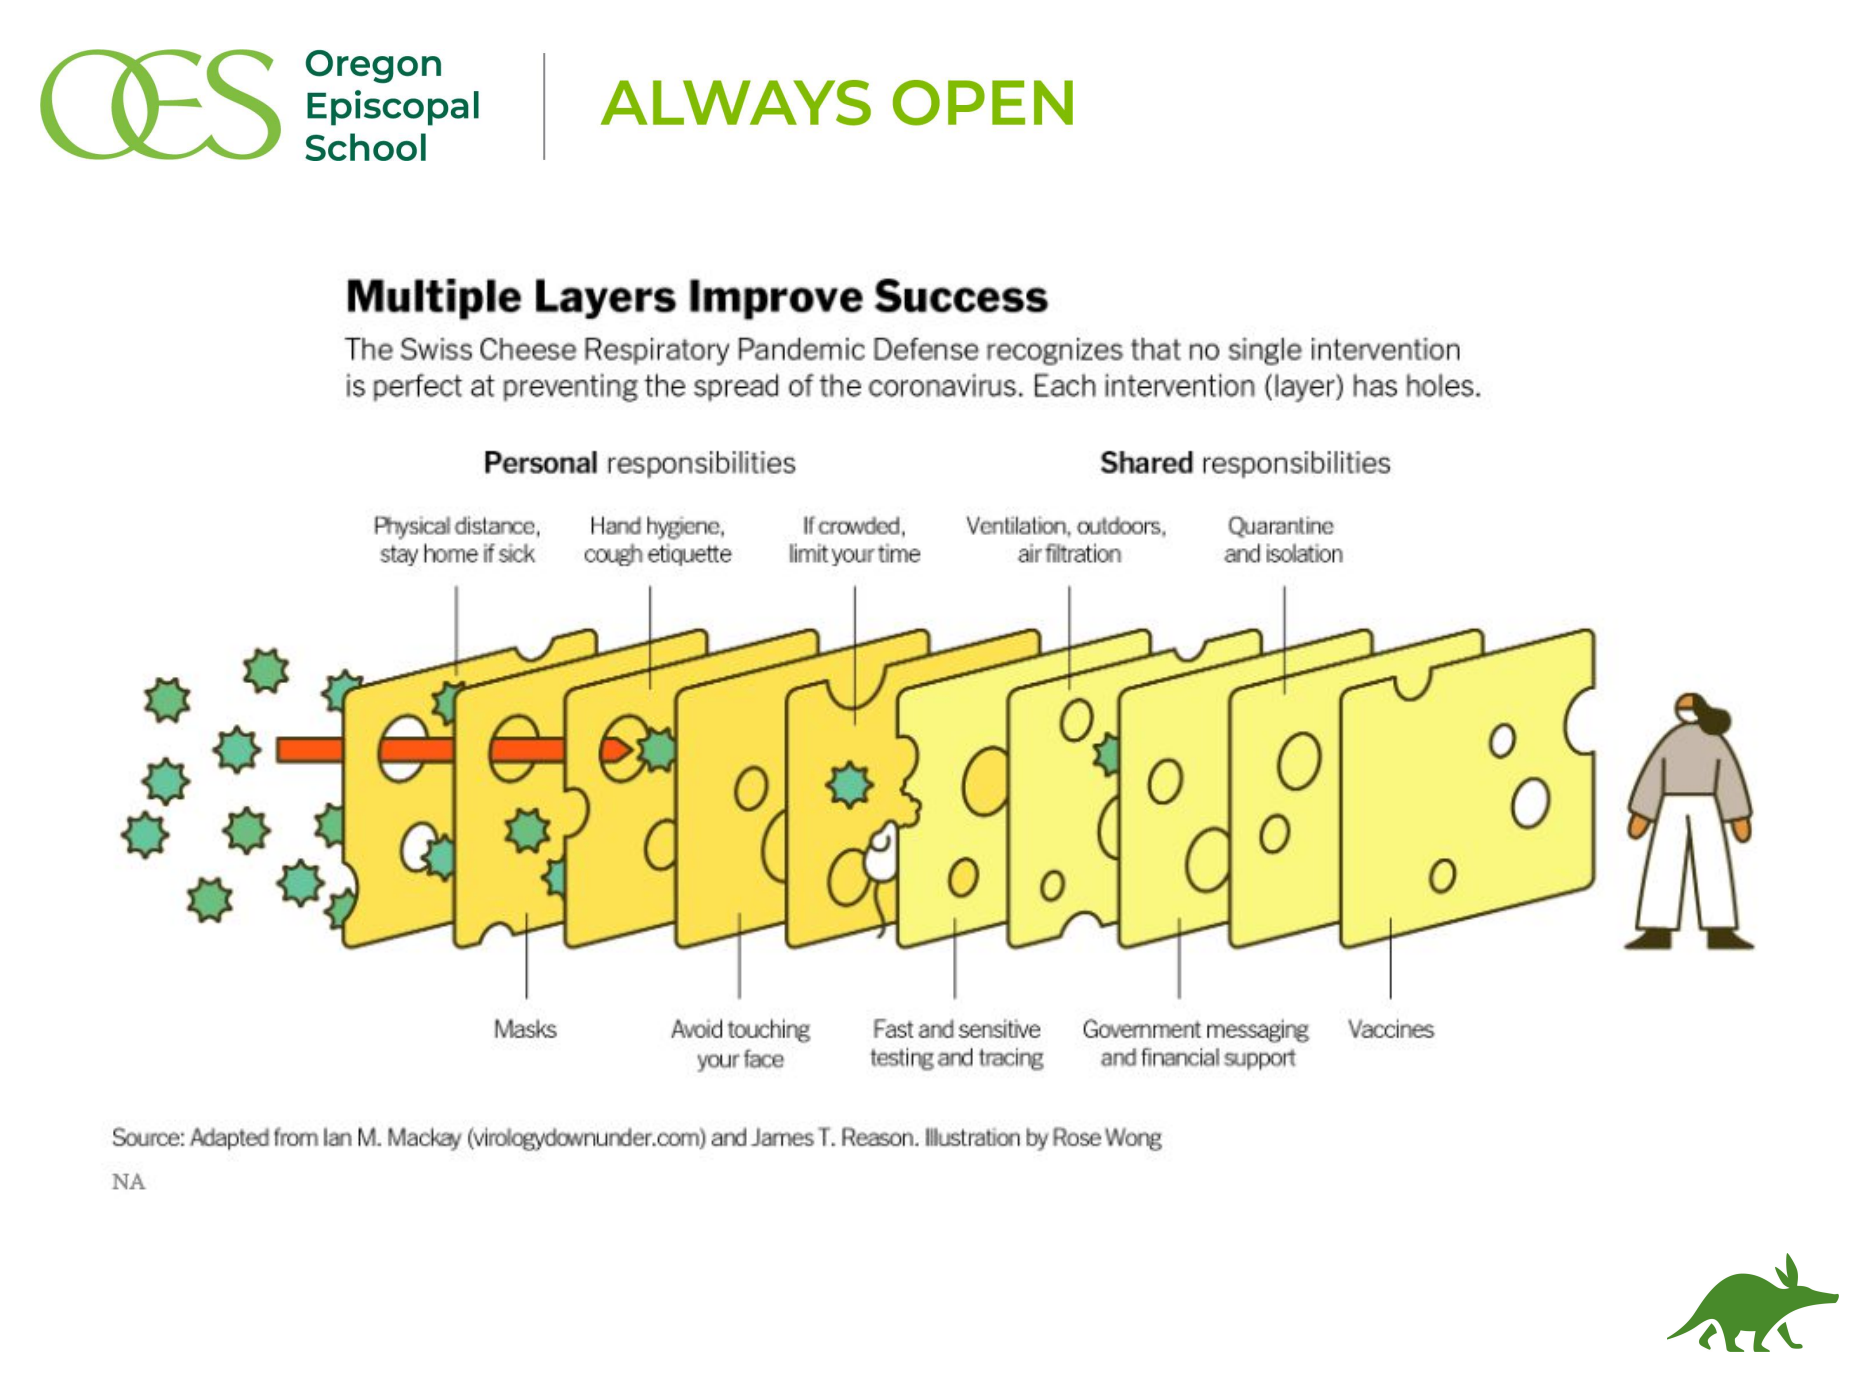 OES
Oregon
Episcopal
School
ALWAYS OPEN
Multiple Layers Improve Success
The Swiss Cheese Respiratory Pandemic Defense recognizes that no single intervention
is perfect at preventing the spread of the coronavirus. Each intervention (layer) has holes.
Personal responsibilities
Shared responsibilities
Physical distance,
stay home if sick
Hand hygiene,
cough etiquette
If crowded,
limit your time
Ventilation, outdoors,
air filtration
Quarantine
and isolation
Masks
Avoid touching
your face
Fast and sensitive
testing and tracing
Government messaging
and financial support
Vaccines
Source: Adapted from Ian M. Mackay (virologydownunder.com) and James T. Reason. Illustration by Rose Wong
NA